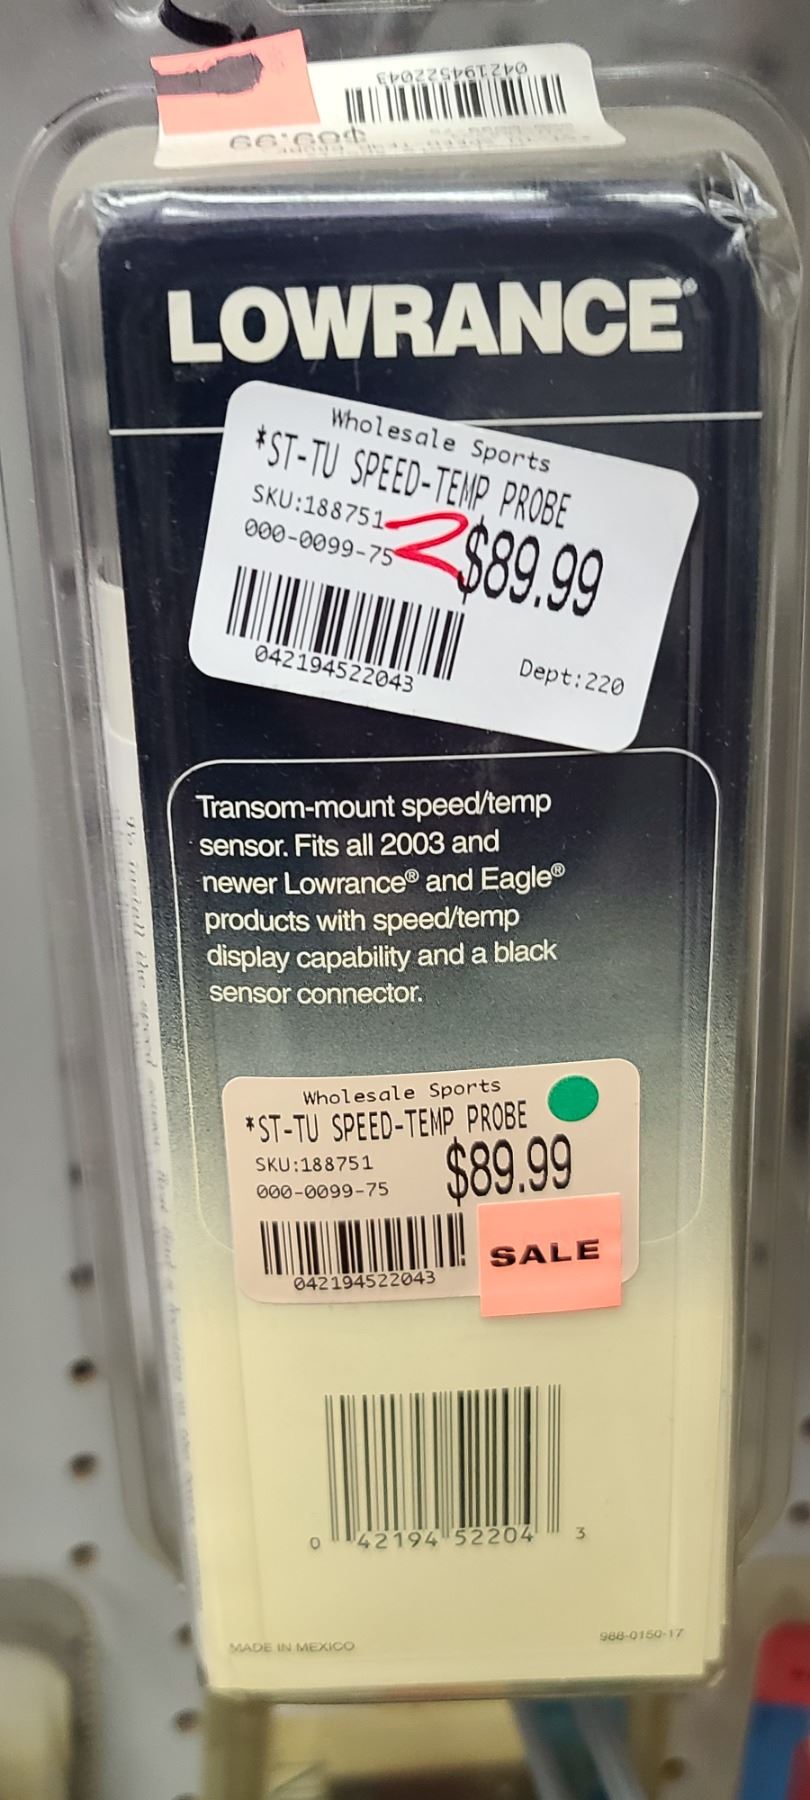 042194522043
$89.99
LOWRANCE®
Wholesale Sports
*ST-TU SPEED-TEMP PROBE
SKU:188751
000-0099-75
2
$89.99
042194522043
Dept:220
Transom-mount speed/temp
sensor. Fits all 2003 and
newer Lowrance® and Eagle®
products with speed/temp
display capability and a black
sensor connector.
Wholesale Sports
*ST-TU SPEED-TEMP PROBE
SKU:188751
$89.99
000-0099-75
042194522043
SALE
0 42194 52204 3
MADE IN MEXICO
988-0150-17